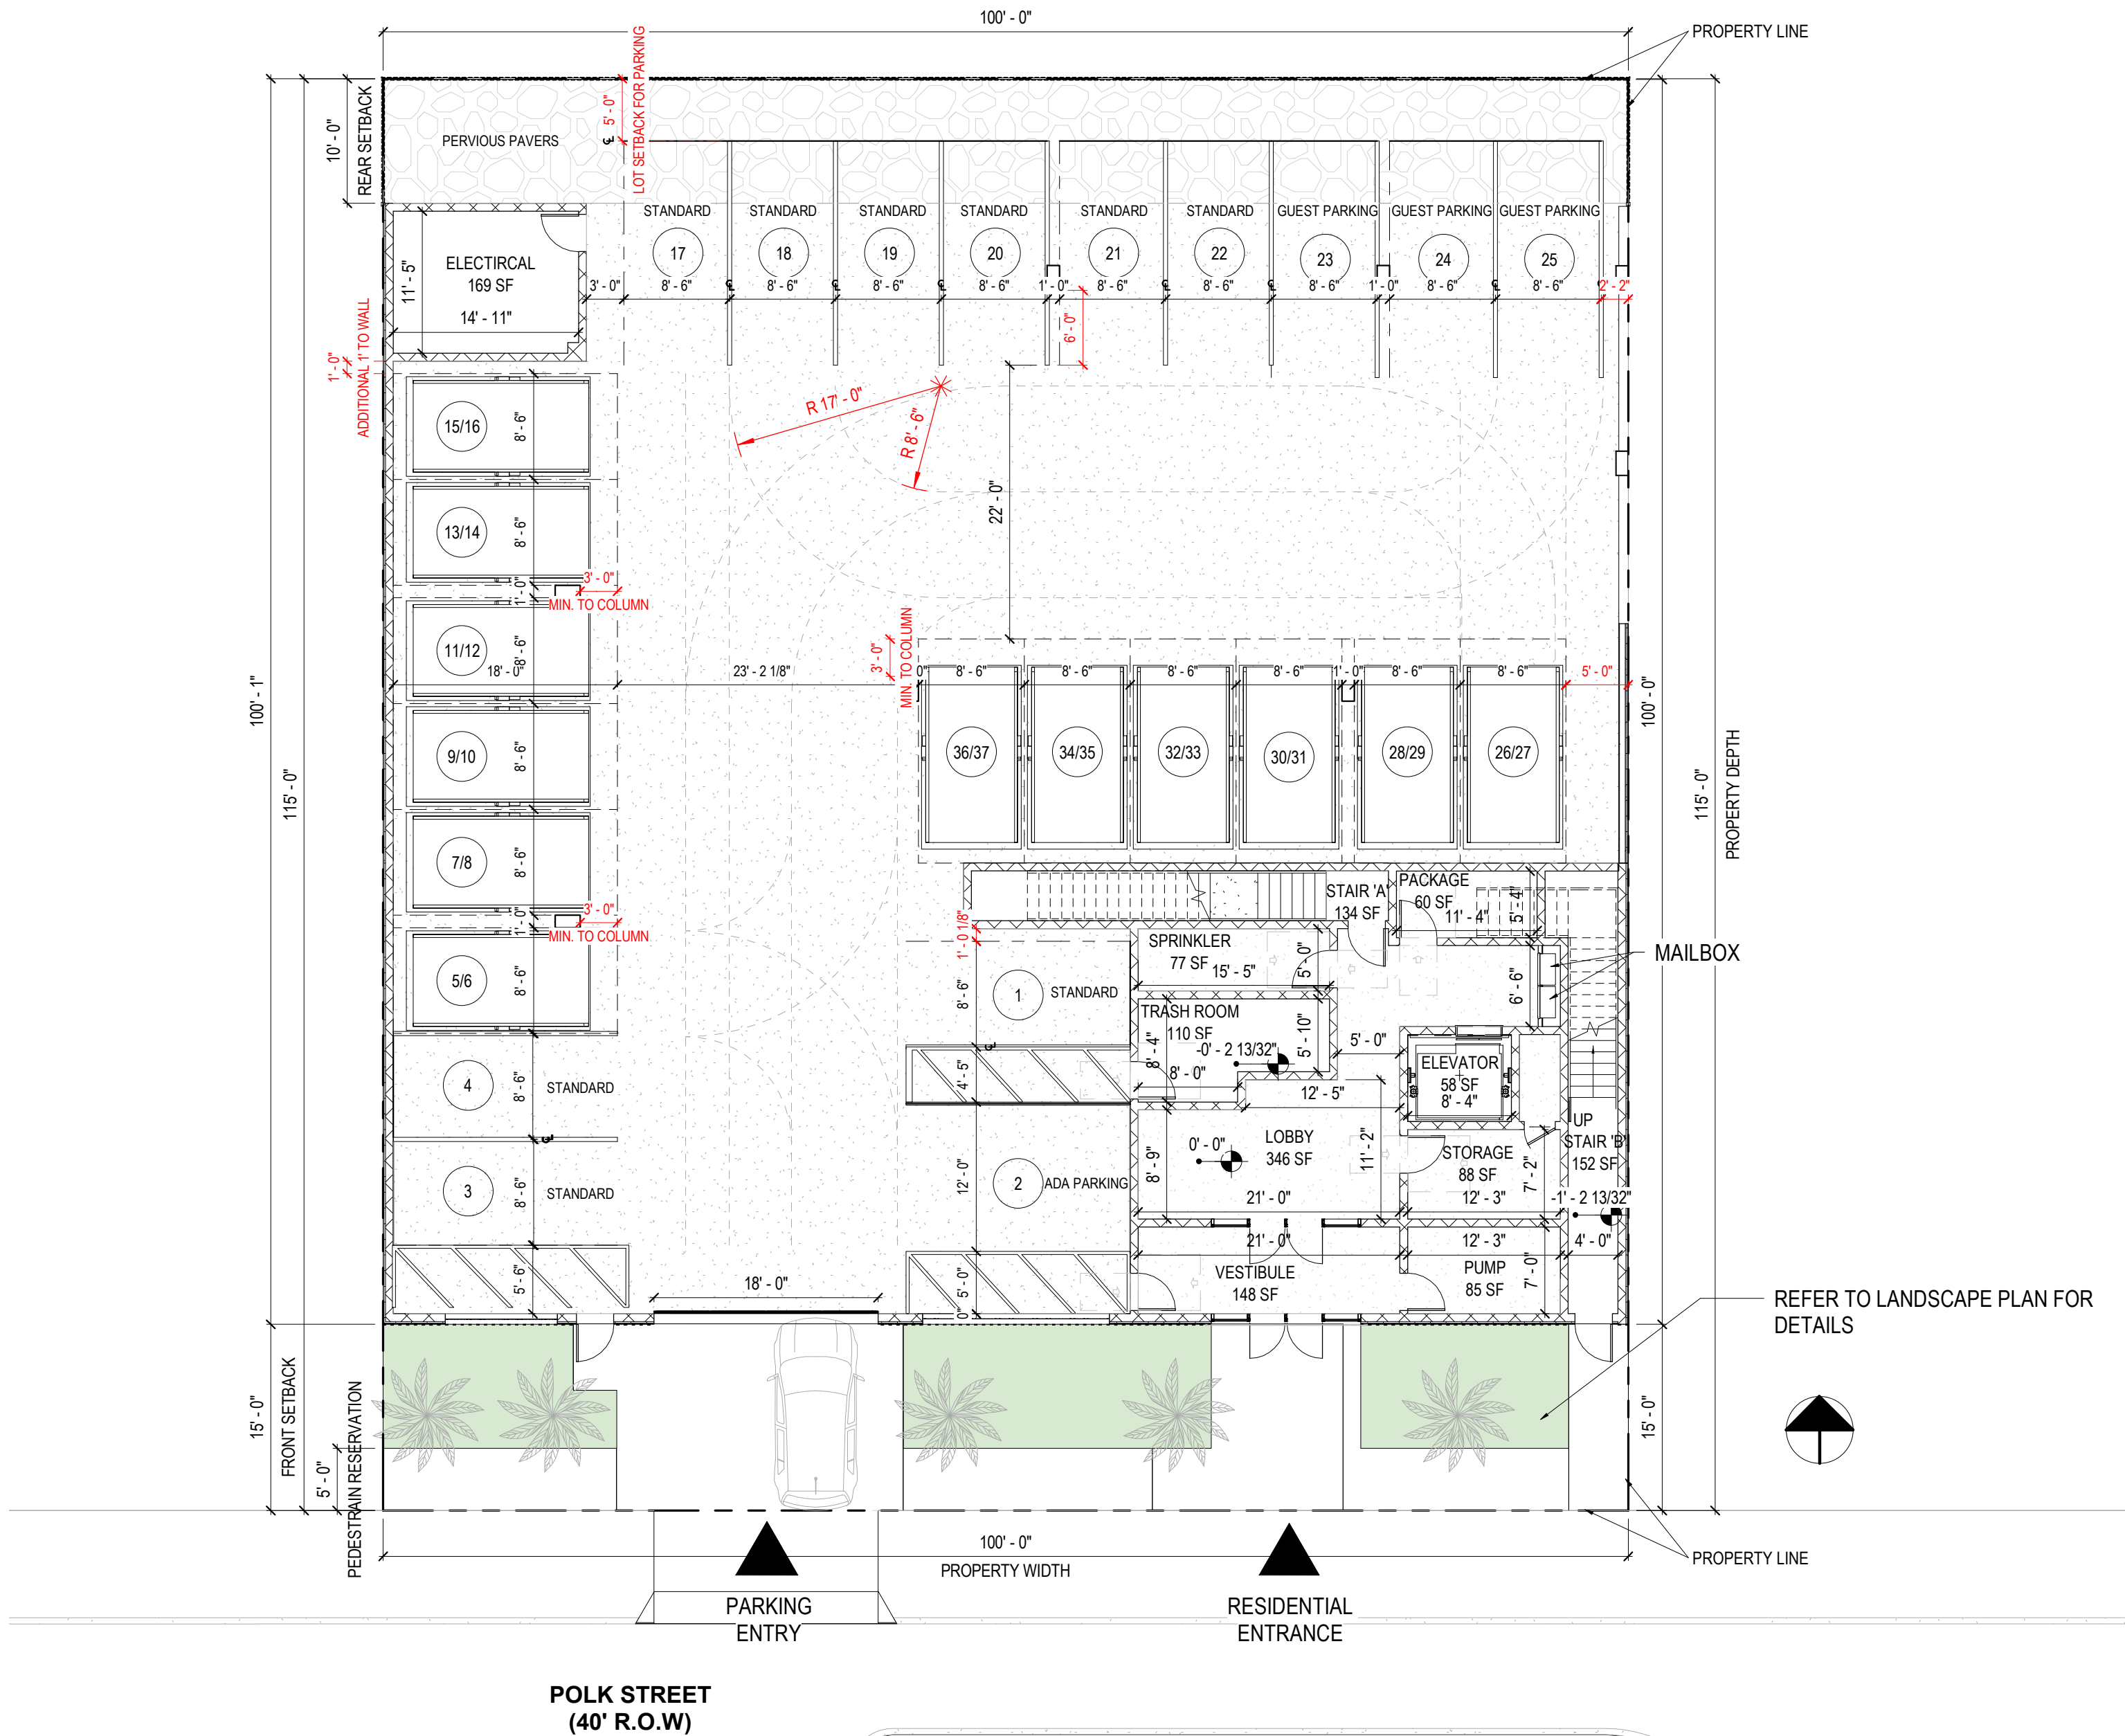 100' - 0"
PROPERTY LINE
LOT SETBACK FOR PARKING
5' - 0"
10' - 0"
REAR SETBACK
PERVIOUS PAVERS
STANDARD
STANDARD
STANDARD
STANDARD
STANDARD
STANDARD
GUEST PARKING
GUEST PARKING
GUEST PARKING
17
18
19
20
21
22
23
24
25
ELECTIRCAL
169 SF
11' - 5"
14' - 11"
3' - 0"
8' - 6"
8' - 6"
8' - 6"
8' - 6"
1' - 0"
8' - 6"
8' - 6"
8' - 6"
1' - 0"
8' - 6"
8' - 6"
2' - 2"
6' - 0"
1' - 0"
ADDITIONAL 1' TO WALL
R 17' - 0"
R 8' - 6"
22' - 0"
15/16
8' - 6"
13/14
8' - 6"
3' - 0"
1' - 0"
MIN. TO COLUMN
11/12
8' - 6"
18' - 0"
23' - 2 1/8"
3' - 0"
MIN. TO COLUMN
0"
8' - 6"
8' - 6"
8' - 6"
8' - 6"
1' - 0"
8' - 6"
8' - 6"
5' - 0"
100' - 1"
115' - 0"
100' - 0"
115' - 0"
PROPERTY DEPTH
9/10
8' - 6"
36/37
34/35
32/33
30/31
28/29
26/27
7/8
8' - 6"
3' - 0"
1' - 0"
MIN. TO COLUMN
STAIR 'A'
134 SF
PACKAGE
60 SF
11' - 4"
5' - 4"
1' - 0 1/8"
SPRINKLER
77 SF
15' - 5"
5' - 0"
MAILBOX
6' - 6"
5/6
8' - 6"
8' - 6"
1
STANDARD
TRASH ROOM
110 SF
-0' - 2 13/32"
8' - 4"
8' - 0"
5' - 10"
5' - 0"
ELEVATOR
58 SF
8' - 4"
4
8' - 6"
STANDARD
4' - 5"
12' - 5"
UP
STAIR 'B'
152 SF
-1' - 2 13/32"
3
8' - 6"
STANDARD
12' - 0"
2
ADA PARKING
8' - 9"
0' - 0"
LOBBY
346 SF
11' - 2"
21' - 0"
STORAGE
88 SF
12' - 3"
7' - 2"
5' - 6"
18' - 0"
5' - 0"
0"
21' - 0"
VESTIBULE
148 SF
12' - 3"
PUMP
85 SF
7' - 0"
4' - 0"
REFER TO LANDSCAPE PLAN FOR
DETAILS
15' - 0"
FRONT SETBACK
5' - 0"
PEDESTRAIN RESERVATION
15' - 0"
100' - 0"
PROPERTY WIDTH
PROPERTY LINE
PARKING
ENTRY
RESIDENTIAL
ENTRANCE
POLK STREET
(40' R.O.W)